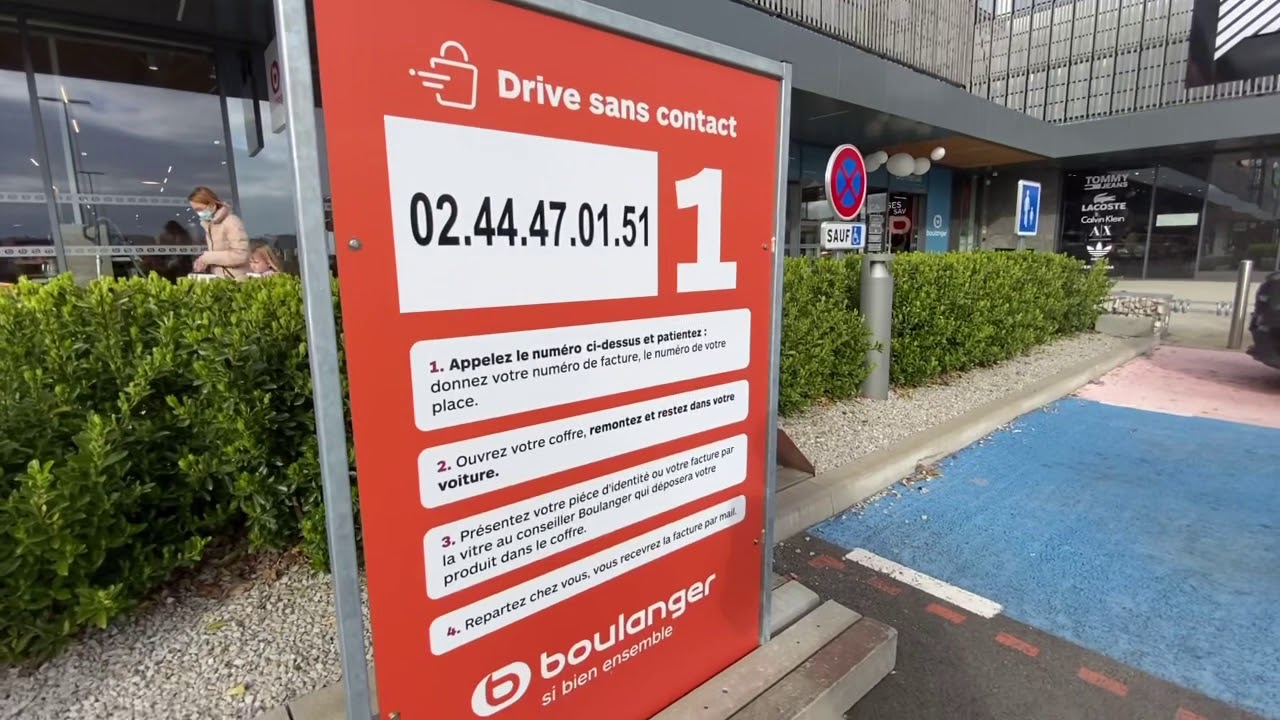 Drive sans contact
02.44.47.01.51
1
1. Appelez le numéro ci-dessus et patientez :
donnez votre numéro de facture, le numéro de votre
place.
2. Ouvrez votre coffre, remontez et restez dans votre
voiture.
3. Présentez votre pièce d'identité ou votre facture par
la vitre au conseiller Boulanger qui déposera votre
produit dans le coffre.
4. Repartez chez vous, vous recevrez la facture par mail.
boulanger
si bien ensemble
SAUF
SAV
boulanger
TOMMY
JEANS
LACOSTE
Calvin Klein
A|X